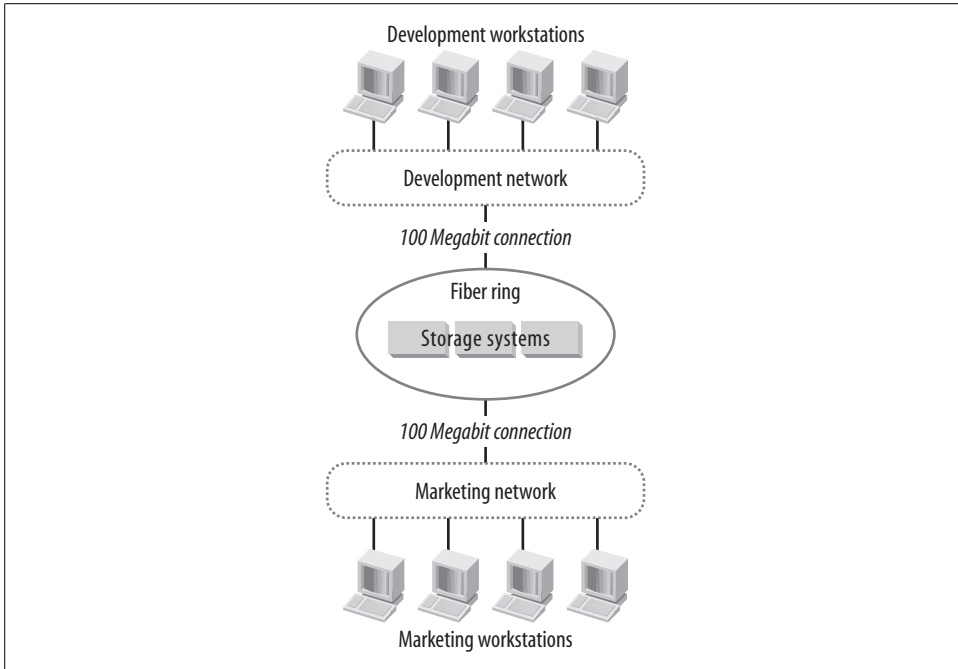 Development workstations
Development network
100 Megabit connection
Fiber ring
Storage systems
100 Megabit connection
Marketing network
Marketing workstations